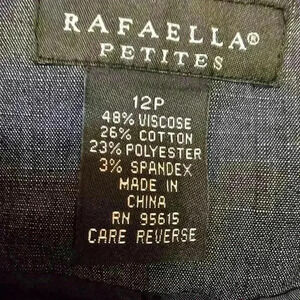 RAFAELLA®
PETITES
12P
48% VISCOSE
26% COTTON
23% POLYESTER
3% SPANDEX
MADE IN
CHINA
RN 95615
CARE REVERSE